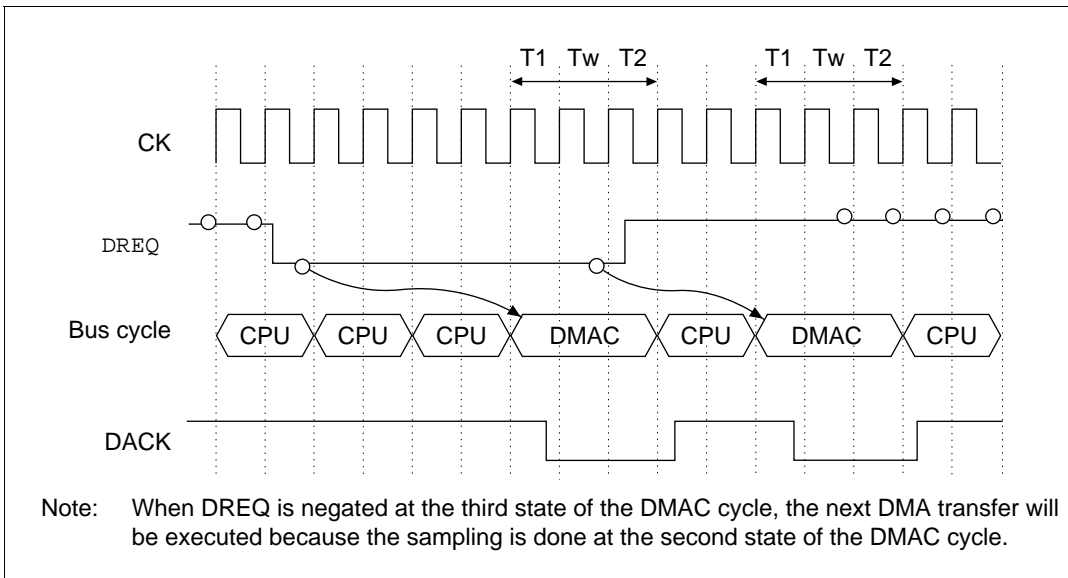 T1 Tw T2 T1 Tw T2
CK
DREQ
Bus cycle CPU CPU CPU DMAC CPU DMAC CPU
DACK
Note: When DREQ is negated at the third state of the DMAC cycle, the next DMA transfer will
be executed because the sampling is done at the second state of the DMAC cycle.